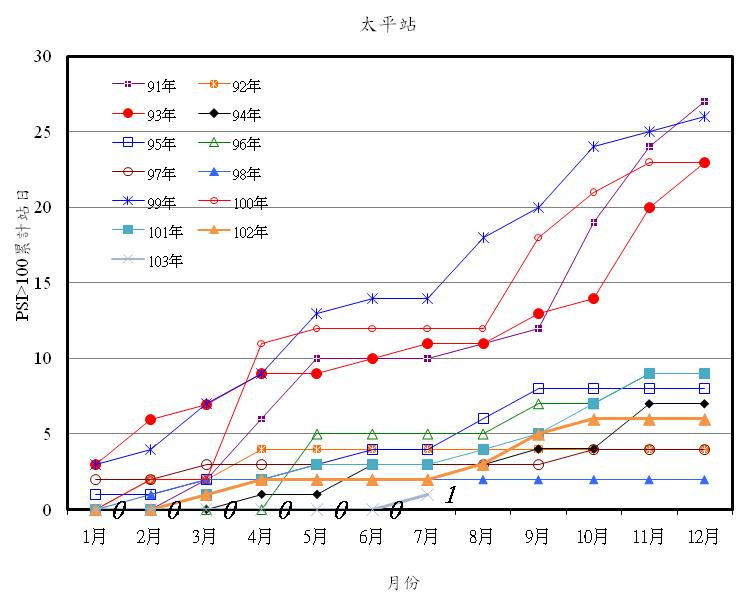 太平站
30
25
20
15
10
5
0
PSI>100累計站日
91年 92年
93年 94年
95年 96年
97年 98年
99年 100年
101年 102年
103年
0 0 0 0 0 0 1
1月 2月 3月 4月 5月 6月 7月 8月 9月 10月 11月 12月
月份